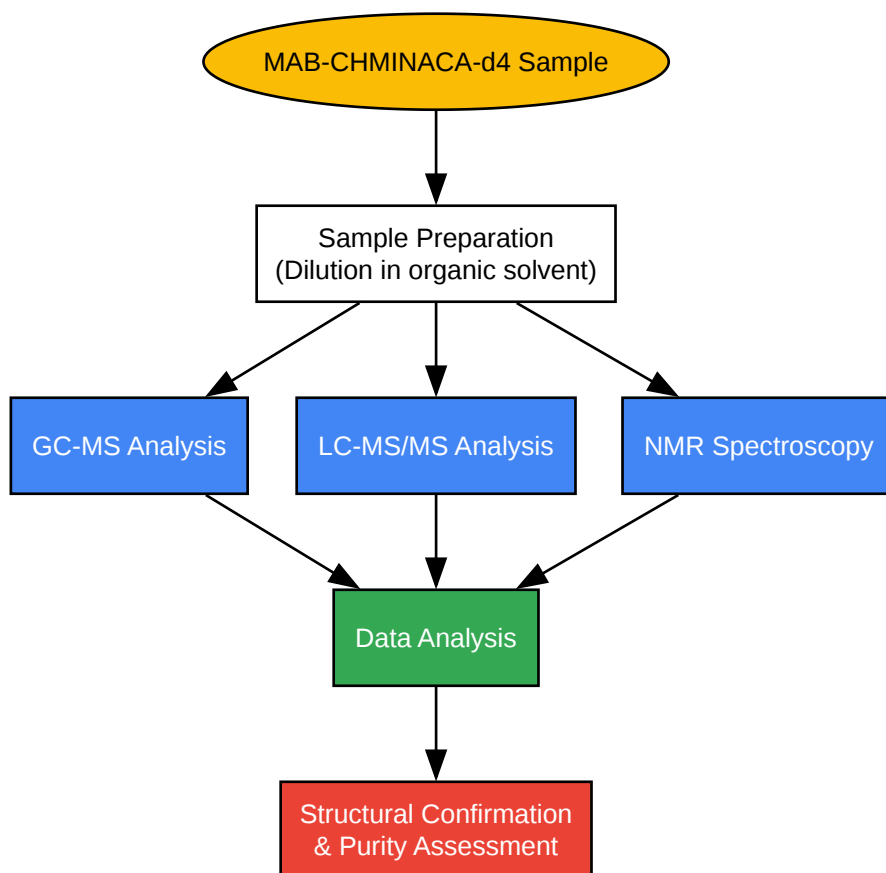 MAB-CHMINACA-d4 Sample
Sample Preparation
(Dilution in organic solvent)
GC-MS Analysis
LC-MS/MS Analysis
NMR Spectroscopy
Data Analysis
Structural Confirmation
& Purity Assessment